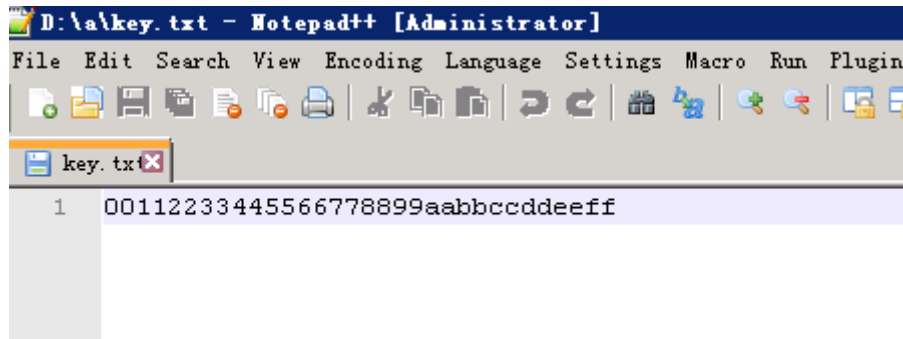 D:\a\key.txt - Notepad++ [Administrator]
File Edit Search View Encoding Language Settings Macro Run Plugin
key.txt
1 00112233445566778899aabbccddeeff